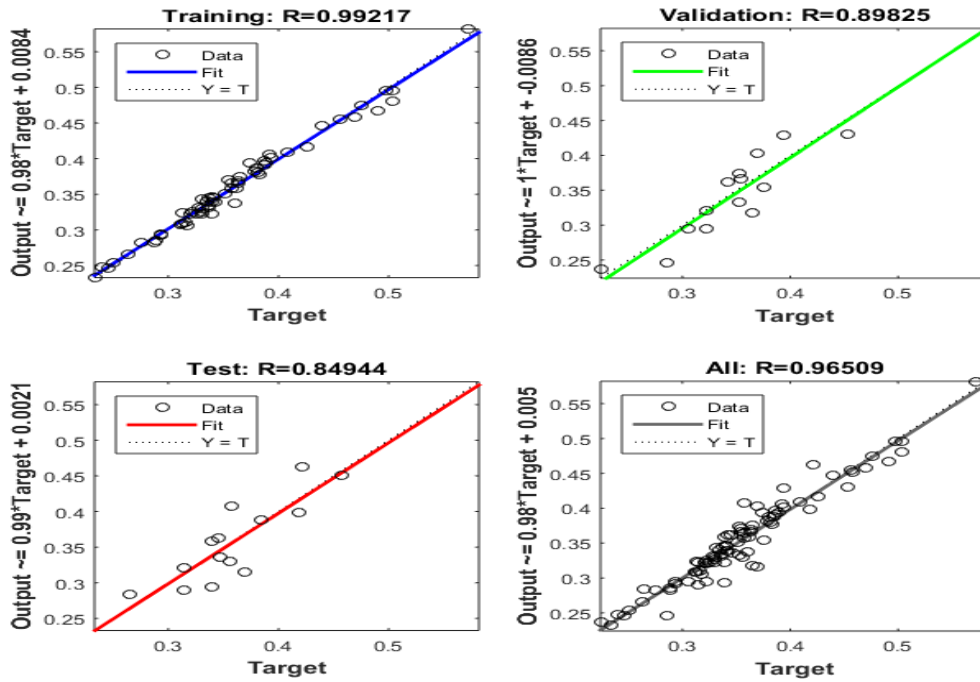 Training: R=0.99217
Output ~= 0.98*Target + 0.0084
0.55
0.5
0.45
0.4
0.35
0.3
0.25
Data
Fit
Y = T
0.3 0.4 0.5
Target
Validation: R=0.89825
Output ~= 1*Target + -0.0086
0.55
0.5
0.45
0.4
0.35
0.3
0.25
Data
Fit
Y = T
0.3 0.4 0.5
Target
Test: R=0.84944
Output ~= 0.99*Target + 0.0021
0.55
0.5
0.45
0.4
0.35
0.3
0.25
Data
Fit
Y = T
0.3 0.4 0.5
Target
All: R=0.96509
Output ~= 0.98*Target + 0.005
0.55
0.5
0.45
0.4
0.35
0.3
0.25
Data
Fit
Y = T
0.3 0.4 0.5
Target